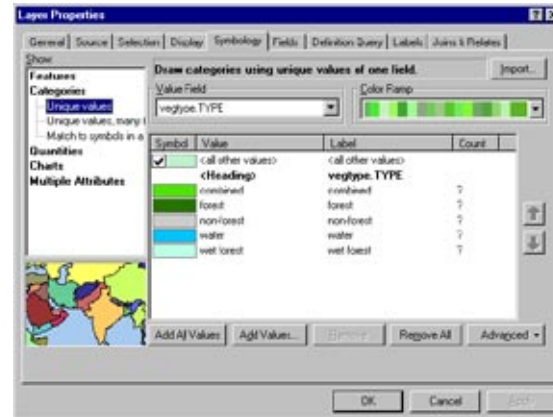 Layer Properties
General Source Selection Display Symbology Fields Definition Query Labels Joins & Relates
Show:
Features
Categories
Unique values
Unique values, many f
Match to symbols in a
Quantities
Charts
Multiple Attributes
Draw categories using unique values of one field.
Import...
Value Field
Color Ramp
vegtype.TYPE
Symbol Value Label Count
<all other values> <all other values>
<Heading> vegtype.TYPE
combined combined ?
forest forest ?
non-forest non-forest ?
water water ?
wet forest wet forest ?
Add All Values Add Values... Remove Remove All Advanced
OK Cancel Apply